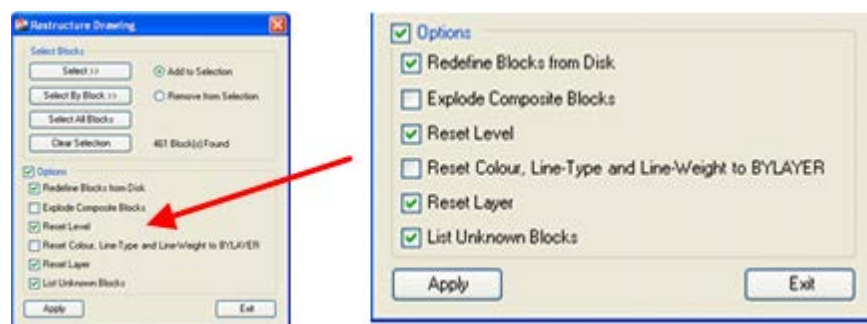 Restructure Drawing
Select Blocks
Select >>
Add to Selection
Select By Block >>
Remove from Selection
Select All Blocks
Clear Selection
461 Block(s) Found
Options
Redefine Blocks from Disk
Explode Composite Blocks
Reset Level
Reset Colour, Line-Type and Line-Weight to BYLAYER
Reset Layer
List Unknown Blocks
Apply Exit
Options
Redefine Blocks from Disk
Explode Composite Blocks
Reset Level
Reset Colour, Line-Type and Line-Weight to BYLAYER
Reset Layer
List Unknown Blocks
Apply Exit